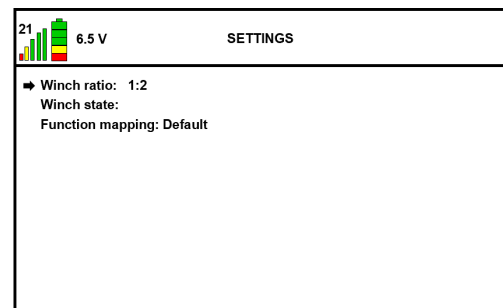 21
6.5 V
SETTINGS
Winch ratio: 1:2
Winch state:
Function mapping: Default